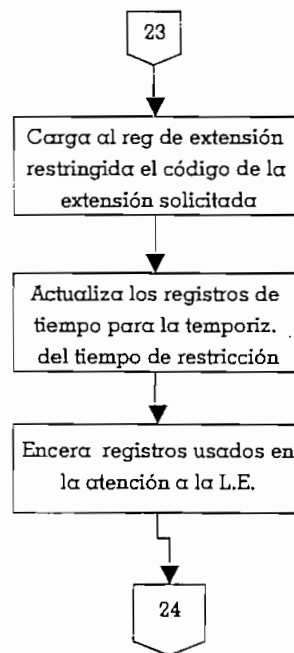 23
Carga al reg de extensión
restringida el código de la
extensión solicitada
Actualiza los registros de
tiempo para la temporiz.
del tiempo de restricción
Encera registros usados en
la atención a la L.E.
24